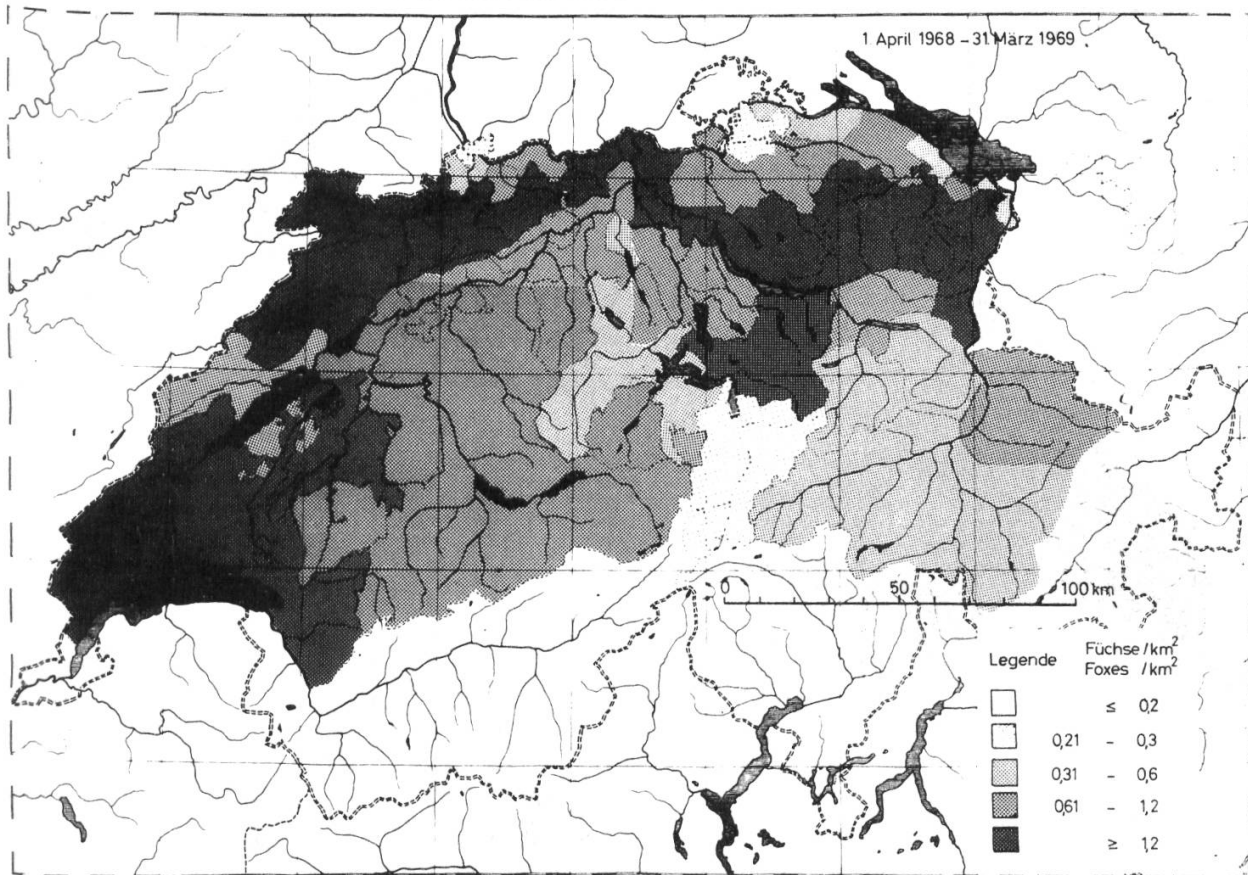 1. April 1968 – 31. März 1969
0 50 100 km
Legende Füchse /km²
Foxes /km²
≤ 0,2
0,21 – 0,3
0,31 – 0,6
0,61 – 1,2
≥ 1,2